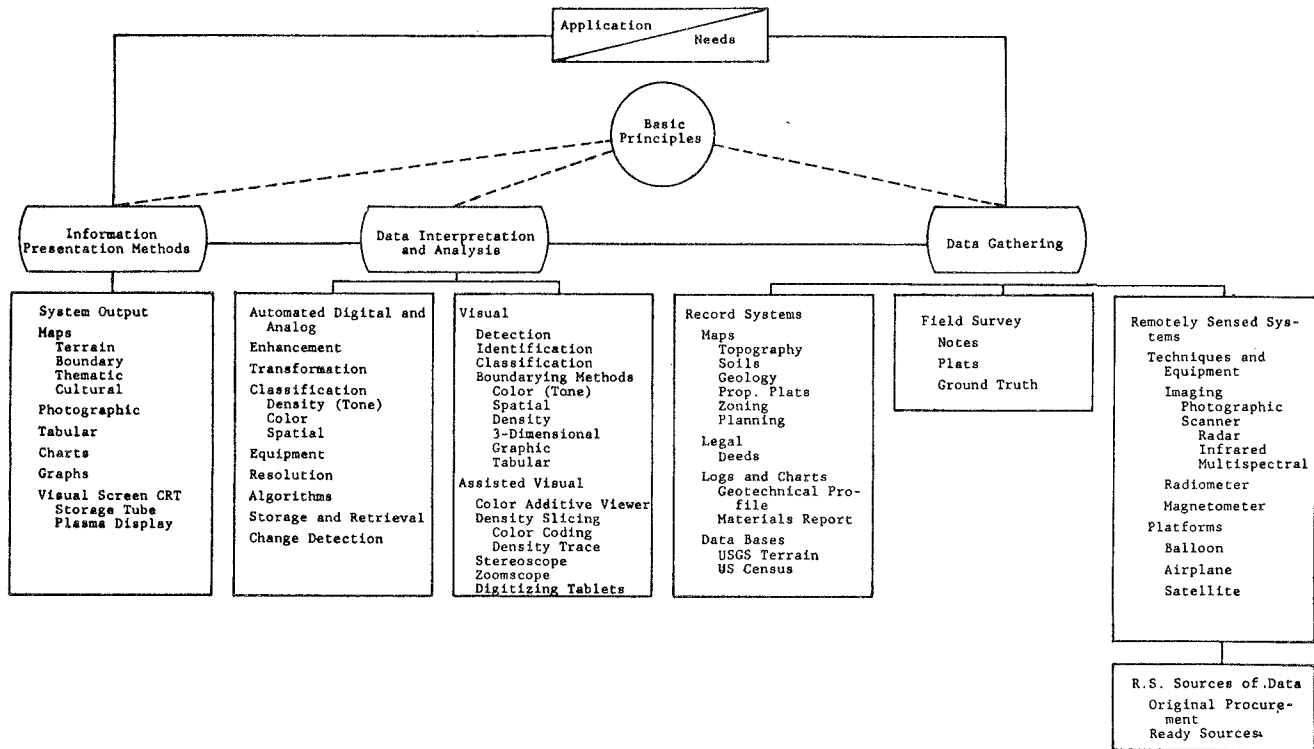 Application
Needs
Basic
Principles
Information
Presentation Methods
Data Interpretation
and Analysis
Data Gathering
System Output
Maps
Terrain
Boundary
Thematic
Cultural
Photographic
Tabular
Charts
Graphs
Visual Screen CRT
Storage Tube
Plasma Display
Automated Digital and
Analog
Enhancement
Transformation
Classification
Density (Tone)
Color
Spatial
Equipment
Resolution
Algorithms
Storage and Retrieval
Change Detection
Visual
Detection
Identification
Classification
Boundarying Methods
Color (Tone)
Spatial
Density
3-Dimensional
Graphic
Tabular
Assisted Visual
Color Additive Viewer
Density Slicing
Color Coding
Density Trace
Stereoscope
Zoomscope
Digitizing Tablets
Record Systems
Maps
Topography
Soils
Geology
Prop. Plats
Zoning
Planning
Legal
Deeds
Logs and Charts
Geotechnical Pro-
file
Materials Report
Data Bases
USGS Terrain
US Census
Field Survey
Notes
Plats
Ground Truth
Remotely Sensed Sys-
tems
Techniques and
Equipment
Imaging
Photographic
Scanner
Radar
Infrared
Multispectral
Radiometer
Magnetometer
Platforms
Balloon
Airplane
Satellite
R.S. Sources of Data
Original Procure-
ment
Ready Sources